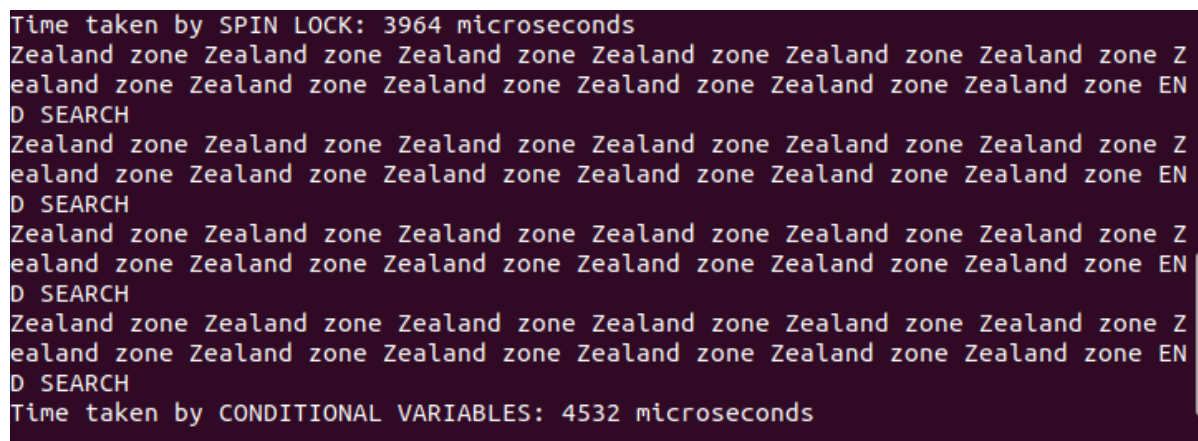 Time taken by SPIN LOCK: 3964 microseconds
Zealand zone Zealand zone Zealand zone Zealand zone Zealand zone Zealand zone Z
ealand zone Zealand zone Zealand zone Zealand zone Zealand zone Zealand zone EN
D SEARCH
Zealand zone Zealand zone Zealand zone Zealand zone Zealand zone Zealand zone Z
ealand zone Zealand zone Zealand zone Zealand zone Zealand zone Zealand zone EN
D SEARCH
Zealand zone Zealand zone Zealand zone Zealand zone Zealand zone Zealand zone Z
ealand zone Zealand zone Zealand zone Zealand zone Zealand zone Zealand zone EN
D SEARCH
Zealand zone Zealand zone Zealand zone Zealand zone Zealand zone Zealand zone Z
ealand zone Zealand zone Zealand zone Zealand zone Zealand zone Zealand zone EN
D SEARCH
Time taken by CONDITIONAL VARIABLES: 4532 microseconds